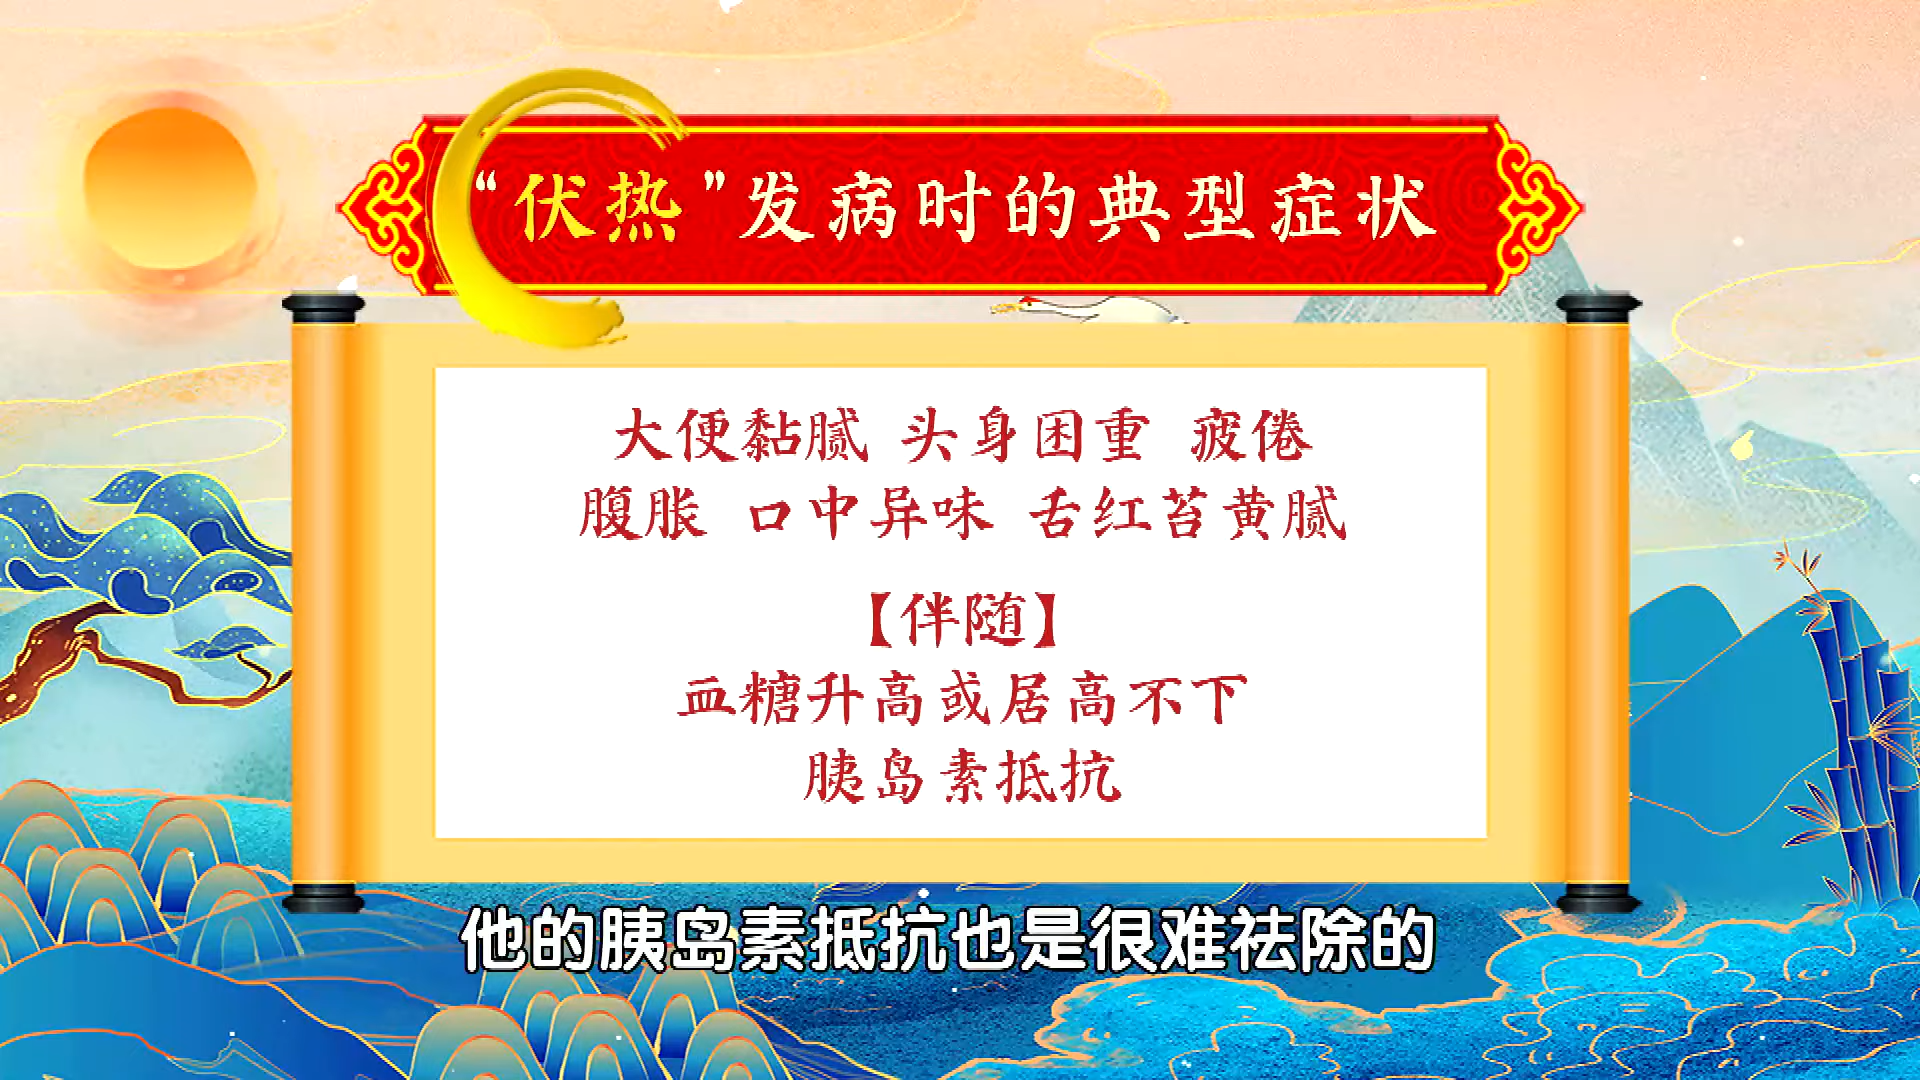 “伏热”发病时的典型症状
大便黏腻 头身困重 疲倦
腹胀 口中异味 舌红苔黄腻
【伴随】
血糖升高或居高不下
胰岛素抵抗
他的胰岛素抵抗也是很难祛除的